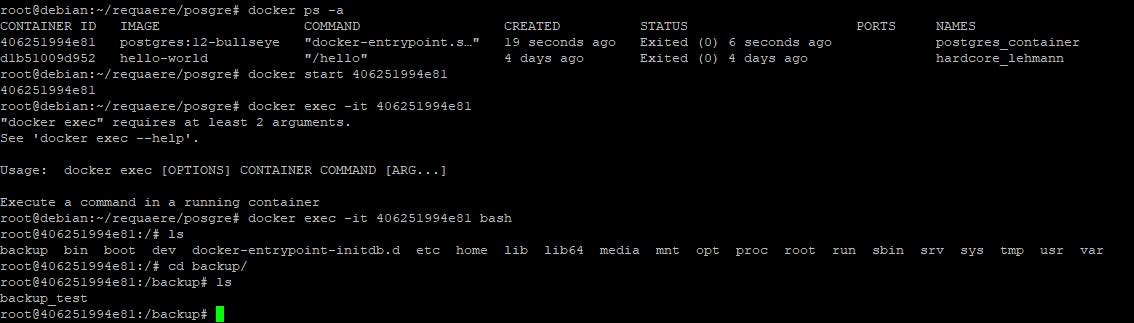 root@debian:~/requaere/posgre# docker ps -a
CONTAINER ID   IMAGE                  COMMAND                  CREATED          STATUS                     PORTS     NAMES
406251994e81   postgres:12-bullseye   "docker-entrypoint.s…"   19 seconds ago   Exited (0) 6 seconds ago             postgres_container
d1b51009d952   hello-world            "/hello"                 4 days ago       Exited (0) 4 days ago                hardcore_lehmann
root@debian:~/requaere/posgre# docker start 406251994e81
406251994e81
root@debian:~/requaere/posgre# docker exec -it 406251994e81
"docker exec" requires at least 2 arguments.
See 'docker exec --help'.

Usage:  docker exec [OPTIONS] CONTAINER COMMAND [ARG...]

Execute a command in a running container
root@debian:~/requaere/posgre# docker exec -it 406251994e81 bash
root@406251994e81:/# ls
backup  bin  boot  dev  docker-entrypoint-initdb.d  etc  home  lib  lib64  media  mnt  opt  proc  root  run  sbin  srv  sys  tmp  usr  var
root@406251994e81:/# cd backup/
root@406251994e81:/backup# ls
backup_test
root@406251994e81:/backup#